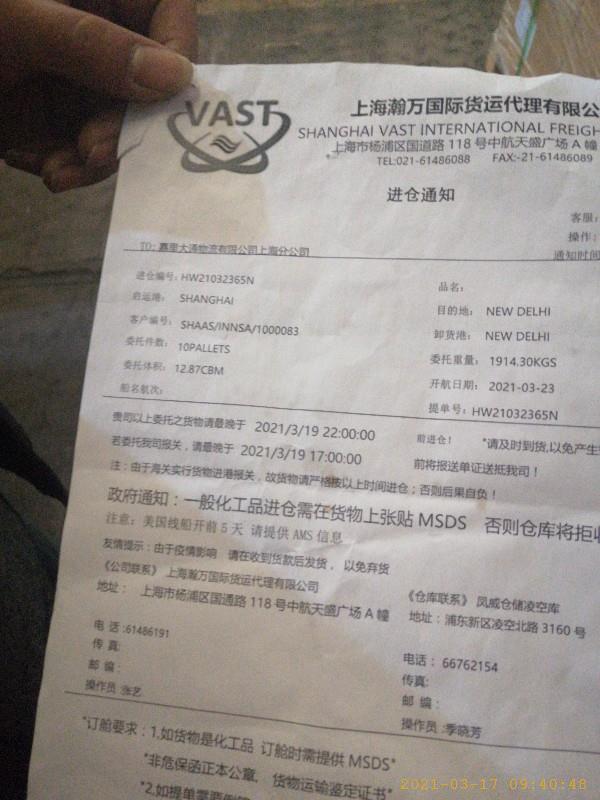 VAST
上海瀚万国际货运代理有限公
SHANGHAI VAST INTERNATIONAL FREIGH
上海市杨浦区国道路 118 号中航天盛广场 A 幢
TEL:021-61486088 FAX:-21-61486089
进仓通知
客服:
操作:
通知时间
TO: 嘉里大通物流有限公司上海分公司
进仓编号: HW21032365N
品名:
启运港: SHANGHAI
目的地: NEW DELHI
客户编号: SHAAS/INNSA/1000083
卸货港: NEW DELHI
委托件数: 10PALLETS
委托重量: 1914.30KGS
委托体积: 12.87CBM
开航日期: 2021-03-23
船名航次:
提单号: HW21032365N
贵司以上委托之货物请最晚于 2021/3/19 22:00:00 前进仓! *请及时到货,以免产生
若委托我司报关，请最晚于 2021/3/19 17:00:00 前将报送单证送抵我司！
注：由于海关实行货物进港报关，故货物请严格按以上时间进仓；否则后果自负！
政府通知：一般化工品进仓需在货物上张贴 MSDS 否则仓库将拒收
注意：美国线船开前 5 天 请提供 AMS 信息
友情提示：由于疫情影响 请在收到货款后发货， 以免弃货
《公司联系》 上海瀚万国际货运代理有限公司
《仓库联系》 凤威仓储凌空库
地址： 上海市杨浦区国通路 118 号中航天盛广场 A 幢
地址：浦东新区凌空北路 3160 号
电 话 :61486191
电话： 66762154
传 真:
传真:
邮 编:
邮 编:
操作员 :张艺
操作员 :季晓芳
*订舱要求：1.如货物是化工品 订舱时需提供 MSDS*
*非危保函正本公章， 货物运输鉴定证书*
2021-03-17 09:40:48